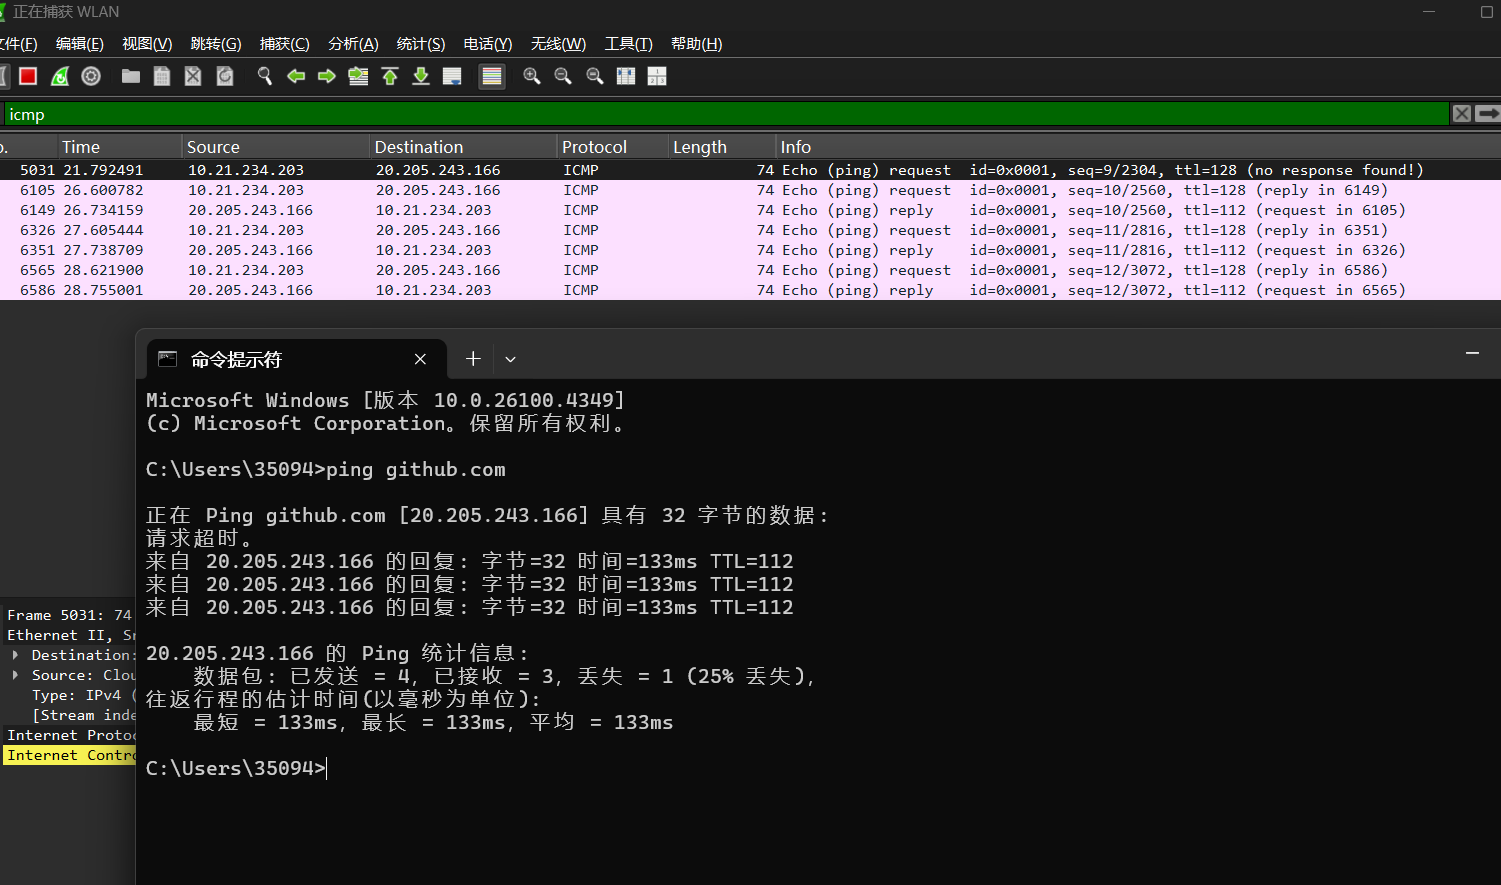 正在捕获 WLAN
文件(F) 编辑(E) 视图(V) 跳转(G) 捕获(C) 分析(A) 统计(S) 电话(Y) 无线(W) 工具(T) 帮助(H)
icmp
o. Time Source Destination Protocol Length Info
5031 21.792491 10.21.234.203 20.205.243.166 ICMP 74 Echo (ping) request id=0x0001, seq=9/2304, ttl=128 (no response found!)
6105 26.600782 10.21.234.203 20.205.243.166 ICMP 74 Echo (ping) request id=0x0001, seq=10/2560, ttl=128 (reply in 6149)
6149 26.734159 20.205.243.166 10.21.234.203 ICMP 74 Echo (ping) reply id=0x0001, seq=10/2560, ttl=112 (request in 6105)
6326 27.605444 10.21.234.203 20.205.243.166 ICMP 74 Echo (ping) request id=0x0001, seq=11/2816, ttl=128 (reply in 6351)
6351 27.738709 20.205.243.166 10.21.234.203 ICMP 74 Echo (ping) reply id=0x0001, seq=11/2816, ttl=112 (request in 6326)
6565 28.621900 10.21.234.203 20.205.243.166 ICMP 74 Echo (ping) request id=0x0001, seq=12/3072, ttl=128 (reply in 6586)
6586 28.755001 20.205.243.166 10.21.234.203 ICMP 74 Echo (ping) reply id=0x0001, seq=12/3072, ttl=112 (request in 6565)
命令提示符
Microsoft Windows [版本 10.0.26100.4349]
(c) Microsoft Corporation。保留所有权利。
C:\Users\35094>ping github.com
正在 Ping github.com [20.205.243.166] 具有 32 字节的数据:
请求超时。
来自 20.205.243.166 的回复: 字节=32 时间=133ms TTL=112
来自 20.205.243.166 的回复: 字节=32 时间=133ms TTL=112
来自 20.205.243.166 的回复: 字节=32 时间=133ms TTL=112
20.205.243.166 的 Ping 统计信息:
数据包: 已发送 = 4, 已接收 = 3, 丢失 = 1 (25% 丢失),
往返行程的估计时间(以毫秒为单位):
最短 = 133ms, 最长 = 133ms, 平均 = 133ms
C:\Users\35094>
Frame 5031: 74
Ethernet II, Sr
Destination:
Source: Clou
Type: IPv4 (
[Stream inde
Internet Protoc
Internet Contro